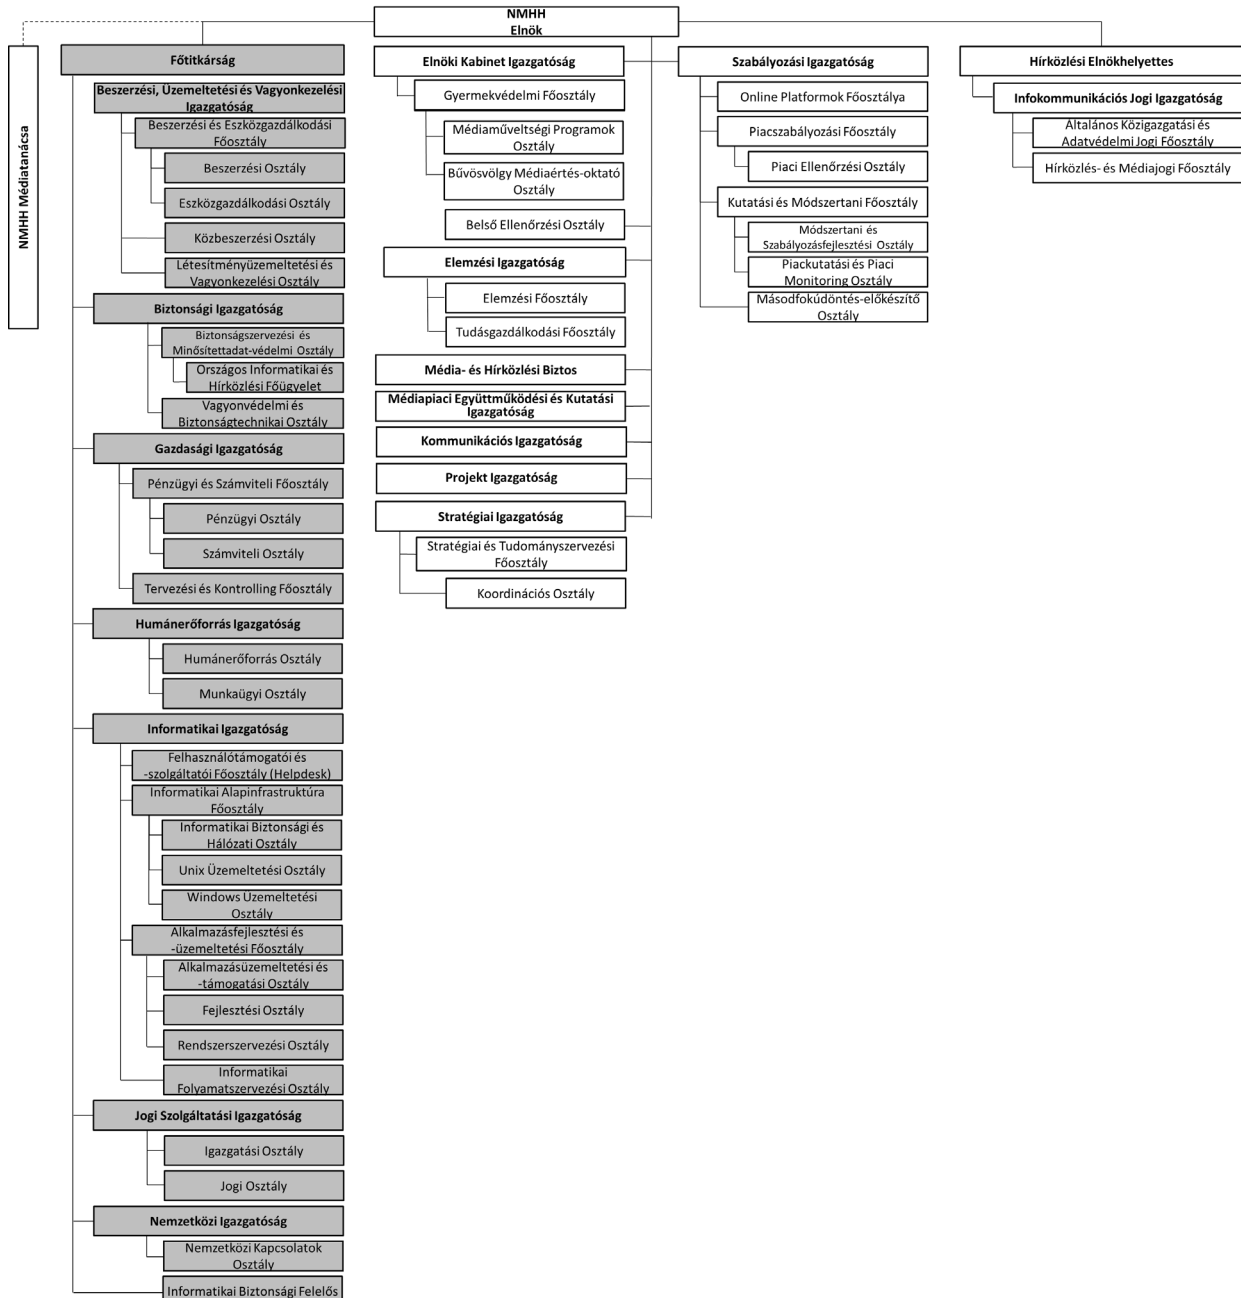 NMHH
Elnök
NMHH Médiatanácsa
Főtitkárság
Beszerzési, Üzemeltetési és Vagyonkezelési
Igazgatóság
Beszerzési és Eszközgazdálkodási
Főosztály
Beszerzési Osztály
Eszközgazdálkodási Osztály
Közbeszerzési Osztály
Létesítményüzemeltetési és
Vagyonkezelési Osztály
Biztonsági Igazgatóság
Biztonságszervezési és
Minősítettadat-védelmi Osztály
Országos Informatikai és
Hírközlési Főügyelet
Vagyonvédelmi és
Biztonságtechnikai Osztály
Gazdasági Igazgatóság
Pénzügyi és Számviteli Főosztály
Pénzügyi Osztály
Számviteli Osztály
Tervezési és Kontrolling Főosztály
Humánerőforrás Igazgatóság
Humánerőforrás Osztály
Munkaügyi Osztály
Informatikai Igazgatóság
Felhasználótámogatói és
-szolgáltatói Főosztály (Helpdesk)
Informatikai Alapinfrastruktúra
Főosztály
Informatikai Biztonsági és
Hálózati Osztály
Unix Üzemeltetési Osztály
Windows Üzemeltetési
Osztály
Alkalmazásfejlesztési és
-üzemeltetési Főosztály
Alkalmazásüzemeltetési és
-támogatási Osztály
Fejlesztési Osztály
Rendszerszervezési Osztály
Informatikai
Folyamatszervezési Osztály
Jogi Szolgáltatási Igazgatóság
Igazgatási Osztály
Jogi Osztály
Nemzetközi Igazgatóság
Nemzetközi Kapcsolatok
Osztály
Informatikai Biztonsági Felelős
Elnöki Kabinet Igazgatóság
Gyermekvédelmi Főosztály
Médiaműveltségi Programok
Osztály
Bűvösvölgy Médiaértés-oktató
Osztály
Belső Ellenőrzési Osztály
Elemzési Igazgatóság
Elemzési Főosztály
Tudásgazdálkodási Főosztály
Média- és Hírközlési Biztos
Médiapiaci Együttműködési és Kutatási
Igazgatóság
Kommunikációs Igazgatóság
Projekt Igazgatóság
Stratégiai Igazgatóság
Stratégiai és Tudományszervezési
Főosztály
Koordinációs Osztály
Szabályozási Igazgatóság
Online Platformok Főosztálya
Piacszabályozási Főosztály
Piaci Ellenőrzési Osztály
Kutatási és Módszertani Főosztály
Módszertani és
Szabályozásfejlesztési Osztály
Piackutatási és Piaci
Monitoring Osztály
Másodfokúdöntés-előkészítő
Osztály
Hírközlési Elnökhelyettes
Infokommunikációs Jogi Igazgatóság
Általános Közigazgatási és
Adatvédelmi Jogi Főosztály
Hírközlés- és Médiajogi Főosztály